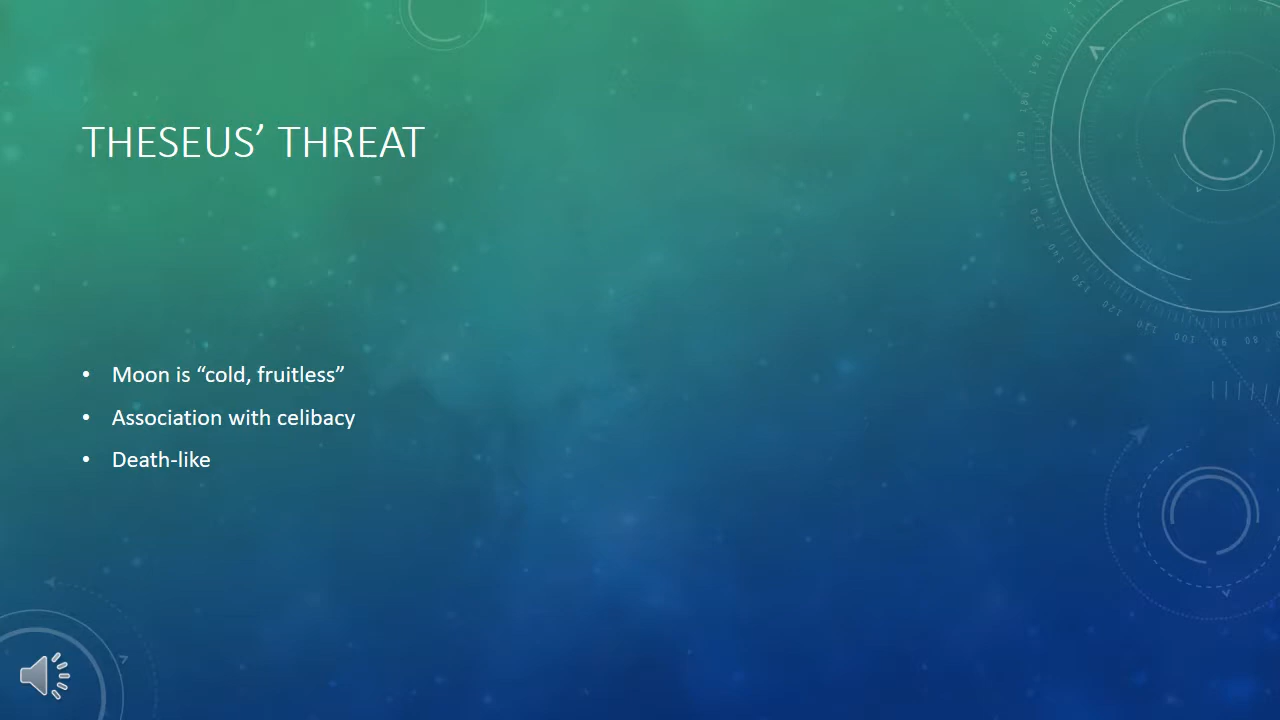 THESEUS’ THREAT
• Moon is “cold, fruitless”
• Association with celibacy
• Death-like